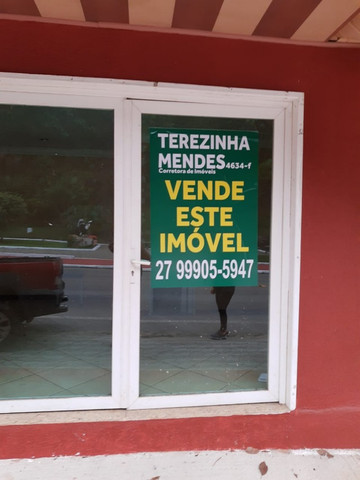 TEREZINHA
MENDES 4634-f
Corretora de Imóveis
VENDE
ESTE
IMÓVEL
27 99905-5947